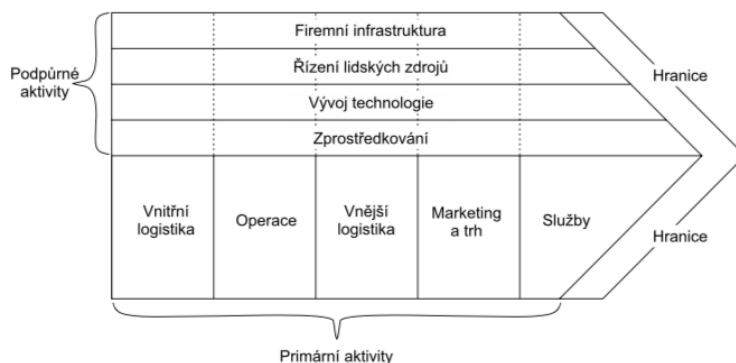 Firemní infrastruktura
Řízení lidských zdrojů
Vývoj technologie
Zprostředkování
Podpůrné
aktivity
Hranice
Vnitřní
logistika
Operace
Vnější
logistika
Marketing
a trh
Služby
Hranice
Primární aktivity